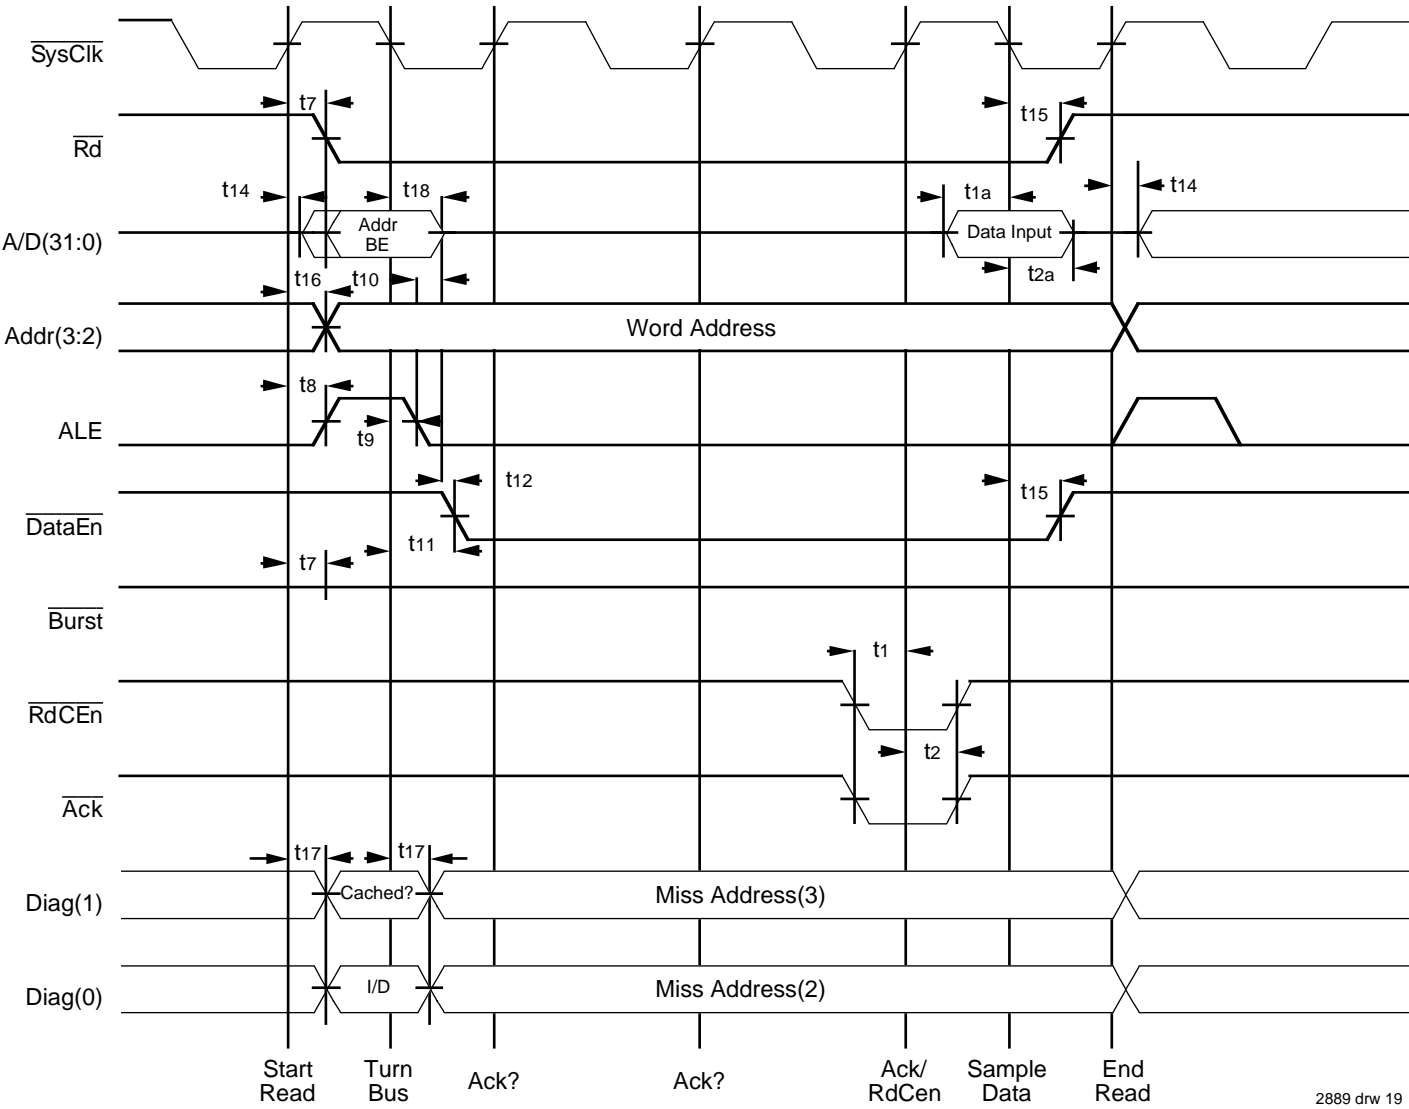 SysClk
t7
t15
Rd
t14
t18
t1a
t14
A/D(31:0)
Addr
BE
Data Input
t16
t10
t2a
Addr(3:2)
Word Address
t8
ALE
t9
t12
t15
DataEn
t11
t7
Burst
t1
RdCEn
t2
Ack
t17
t17
Diag(1)
Cached?
Miss Address(3)
Diag(0)
I/D
Miss Address(2)
Start
Read
Turn
Bus
Ack?
Ack?
Ack/
RdCen
Sample
Data
End
Read
2889 drw 19